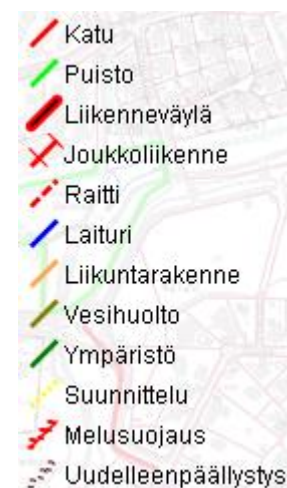 Katu
Puisto
Liikenneväylä
Joukkoliikenne
Raitti
Laituri
Liikuntarakenne
Vesihuolto
Ympäristö
Suunnittelu
Melusuojaus
Uudelleenpäällystys